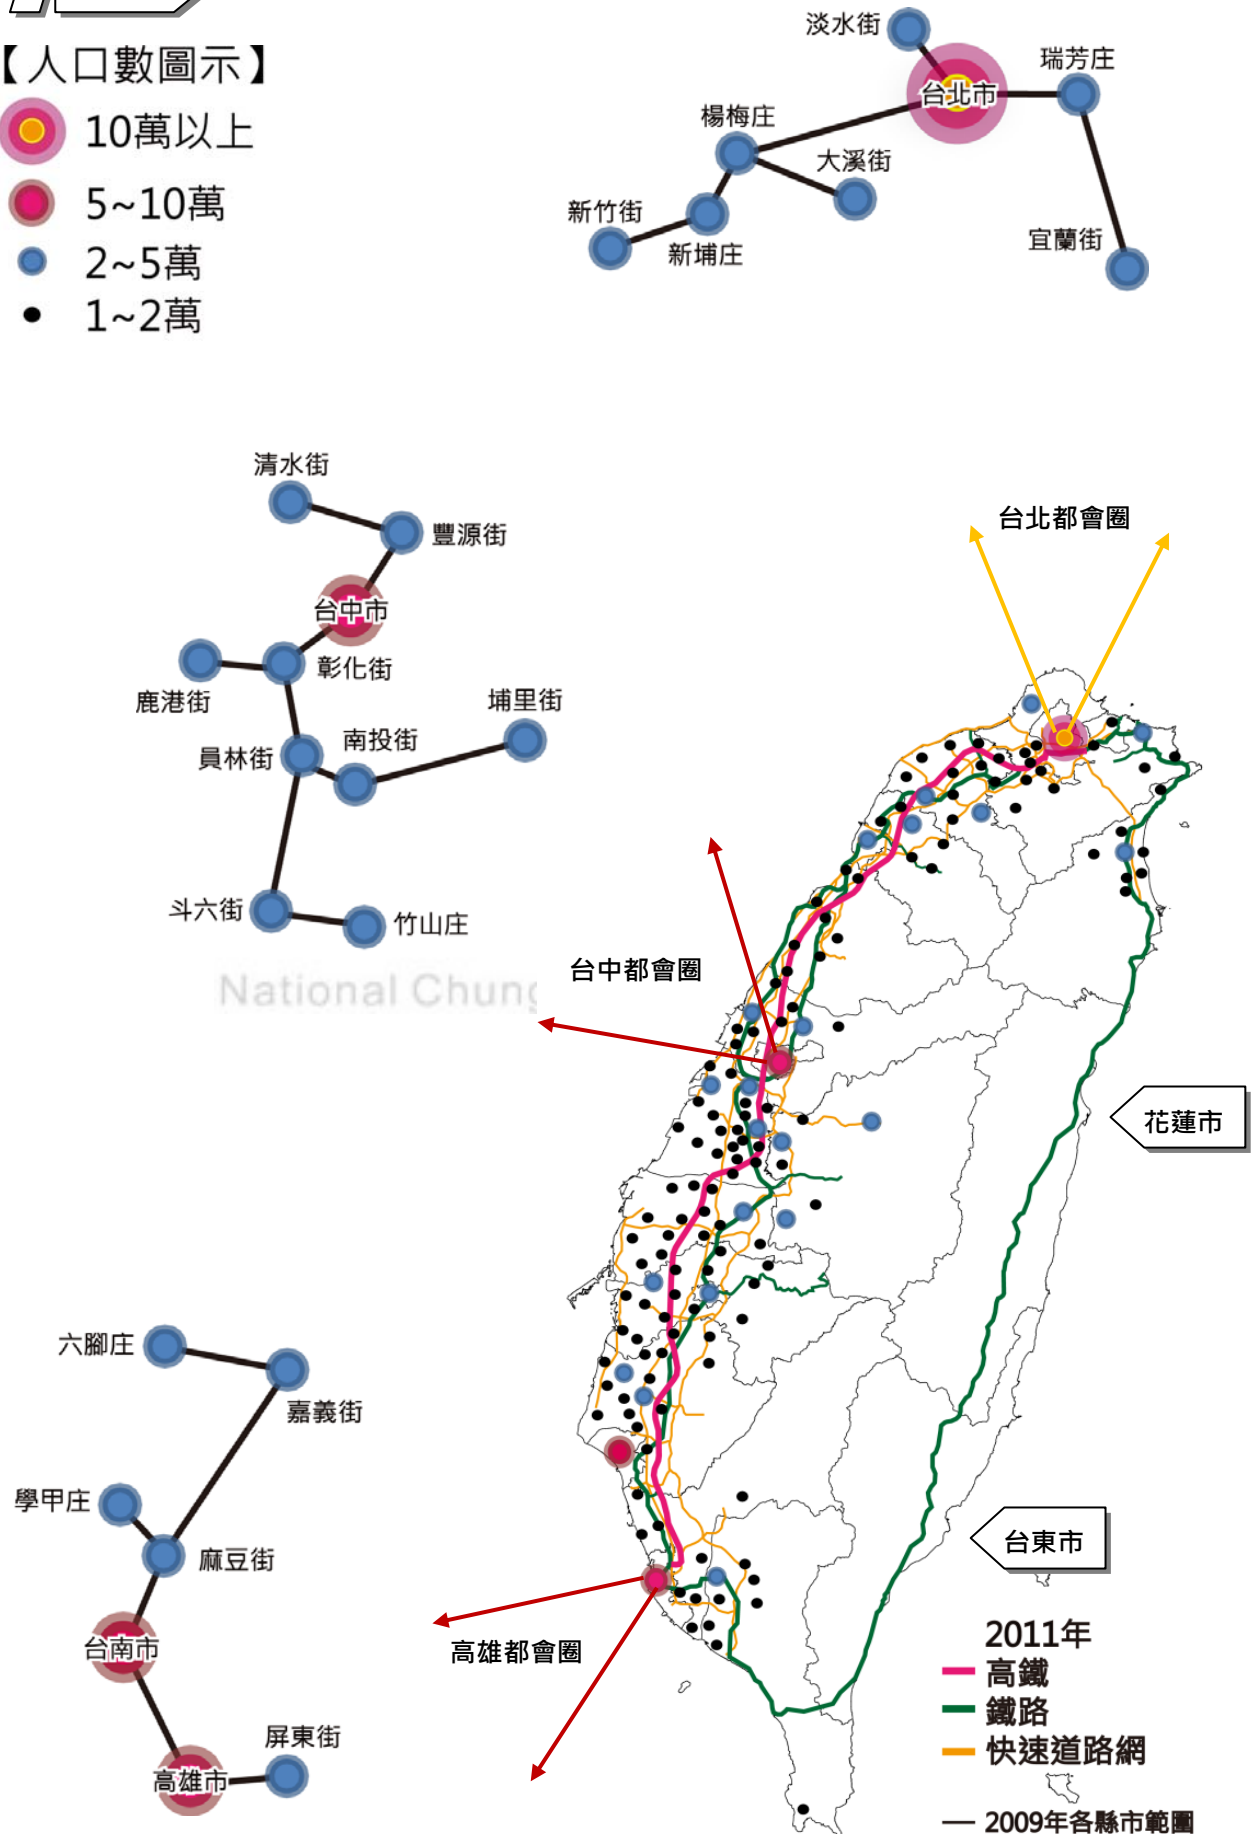 【人口數圖示】
10萬以上
5~10萬
2~5萬
1~2萬
淡水街
台北市
瑞芳庄
楊梅庄
大溪街
新竹街
新埔庄
宜蘭街
清水街
豐源街
台中市
彰化街
鹿港街
埔里街
南投街
員林街
斗六街
竹山庄
National Chung
台北都會圈
台中都會圈
花蓮市
六腳庄
嘉義街
學甲庄
麻豆街
台南市
屏東街
高雄市
高雄都會圈
台東市
2011年
高鐵
鐵路
快速道路網
2009年各縣市範圍